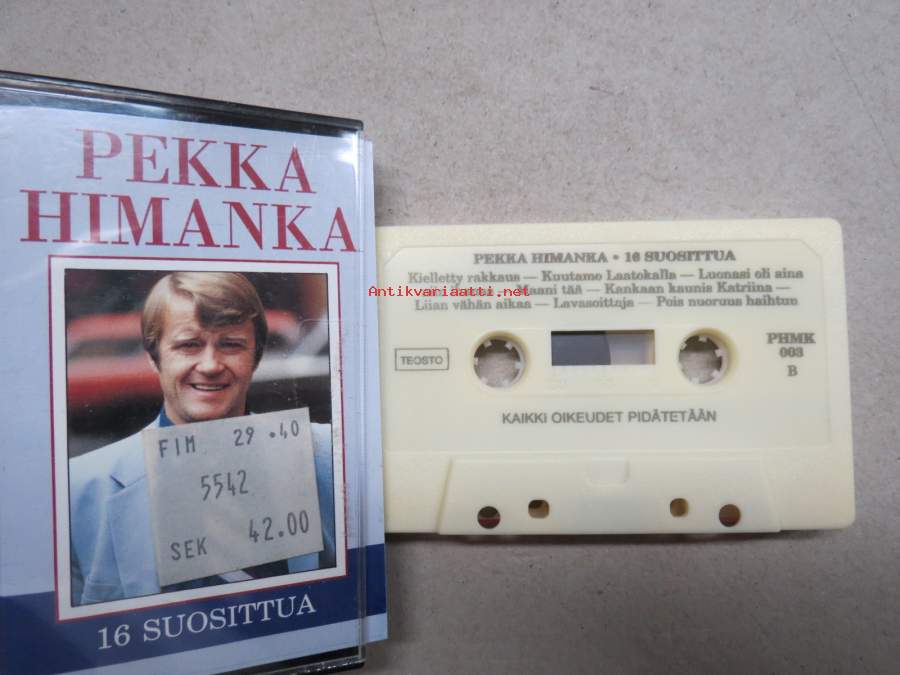 PEKKA
HIMANKA
FIM 29.40
5542
SEK 42.00
16 SUOSITTUA
PEKKA HIMANKA • 16 SUOSITTUA
Kielletty rakkaus — Kuutamo Laatokalla — Luonasi oli aina
Maani tää — Kankaan kaunis Katriina —
Liian vähän aikaa — Lavasoittuja — Pois nuoruus haihtuu
Antikvariaatti.net
TEOSTO
PHMK
003
B
KAIKKI OIKEUDET PIDÄTETÄÄN